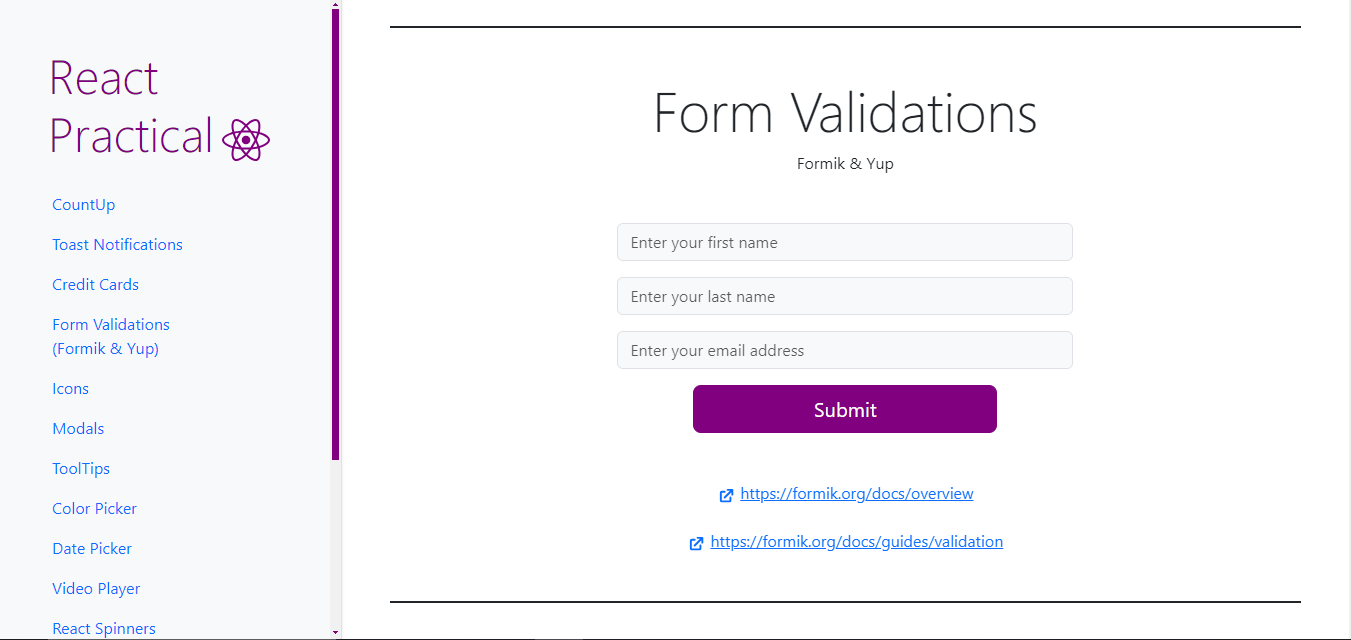 React
Practical
CountUp
Toast Notifications
Credit Cards
Form Validations
(Formik & Yup)
Icons
Modals
ToolTips
Color Picker
Date Picker
Video Player
React Spinners
Form Validations
Formik & Yup
Enter your first name
Enter your last name
Enter your email address
Submit
https://formik.org/docs/overview
https://formik.org/docs/guides/validation